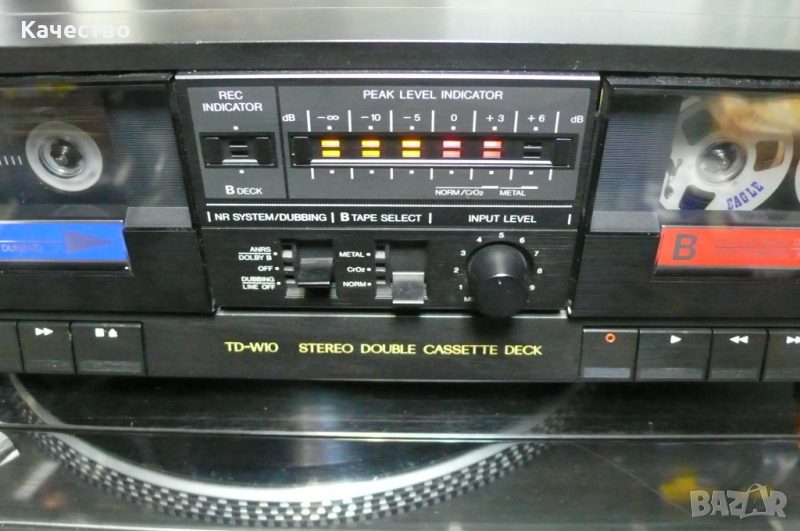 Качество
REC INDICATOR
B DECK
PEAK LEVEL INDICATOR
dB -∞ -10 -5 0 +3 +6 dB
NORM/CrO2 METAL
NR SYSTEM/DUBBING B TAPE SELECT INPUT LEVEL
ANRS
DOLBY B
OFF
DUBBING
LINE OFF
METAL
CrO2
NORM
1 2 3 4 5 6 7 8 9
DUBBING
B
EAGLE
TD-W10 STEREO DOUBLE CASSETTE DECK
BAZAR